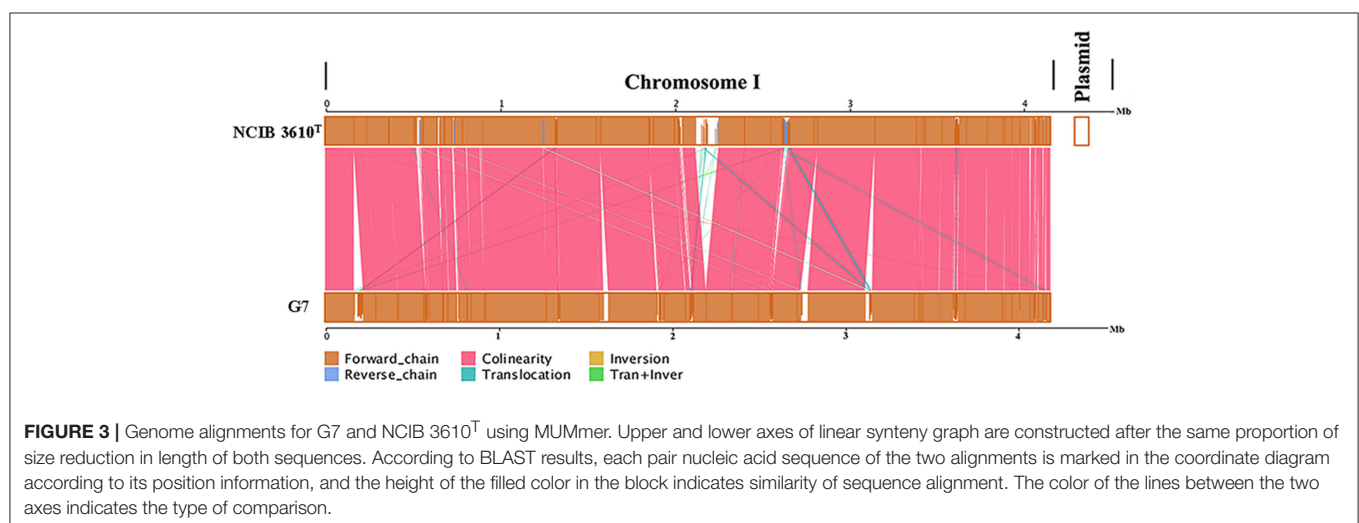 Chromosome I
Plasmid
0 1 2 3 4 Mb
NCIB 3610T
G7
0 1 2 3 4 Mb
Forward_chain Colinearity Inversion
Reverse_chain Translocation Tran+Inver
FIGURE 3 | Genome alignments for G7 and NCIB 3610T using MUMmer. Upper and lower axes of linear synteny graph are constructed after the same proportion of
size reduction in length of both sequences. According to BLAST results, each pair nucleic acid sequence of the two alignments is marked in the coordinate diagram
according to its position information, and the height of the filled color in the block indicates similarity of sequence alignment. The color of the lines between the two
axes indicates the type of comparison.